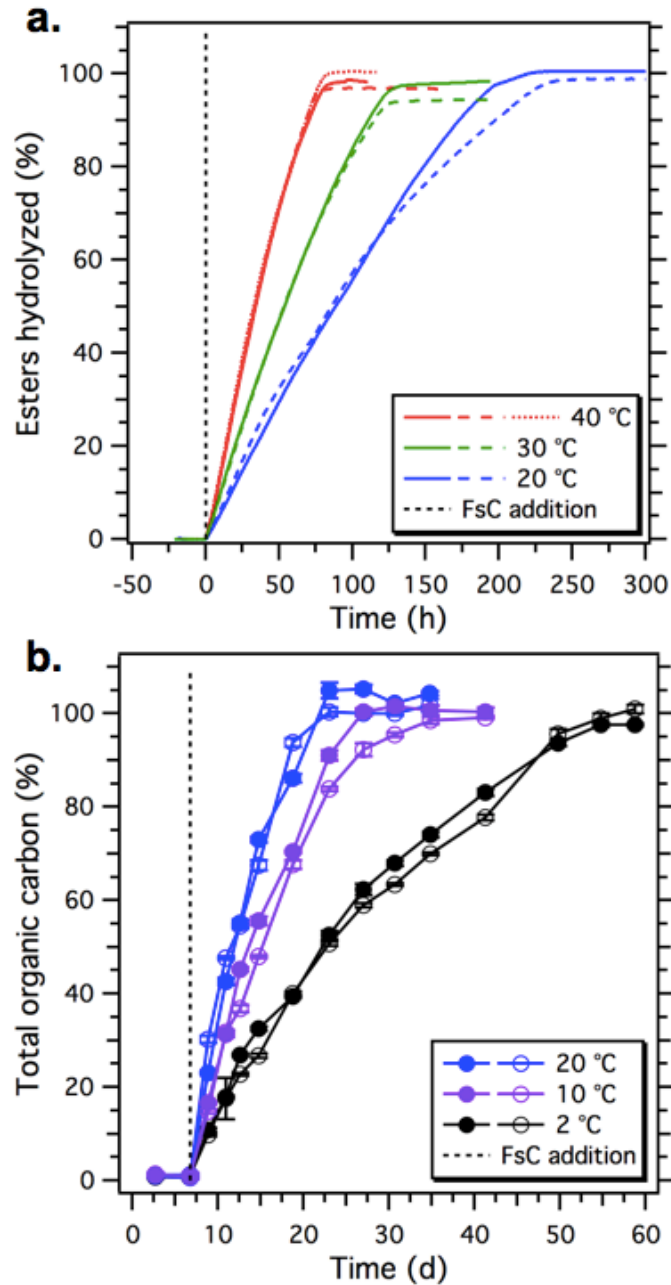 a.
Esters hydrolyzed (%)
100
80
60
40
20
0
40 °C
30 °C
20 °C
FsC addition
-50 0 50 100 150 200 250 300
Time (h)
b.
Total organic carbon (%)
100
80
60
40
20
0
20 °C
10 °C
2 °C
FsC addition
0 10 20 30 40 50 60
Time (d)